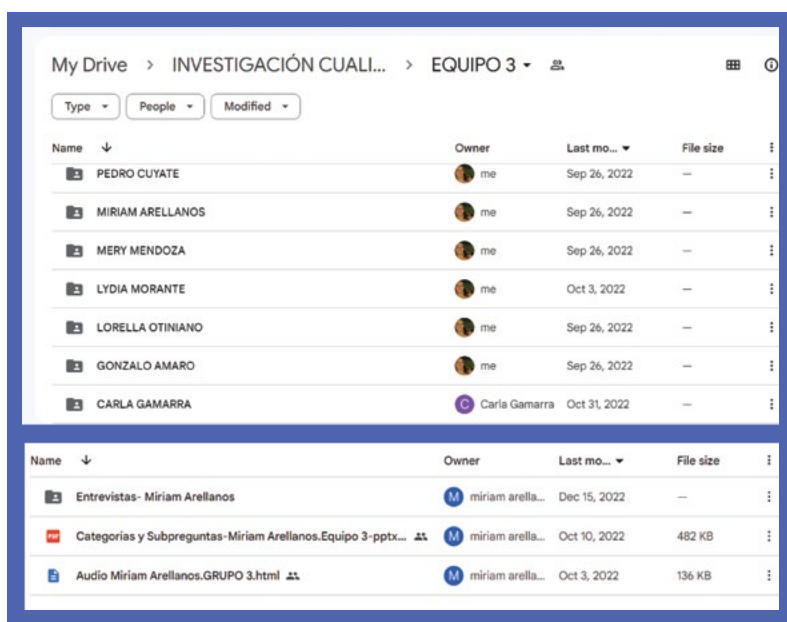 My Drive > INVESTIGACIÓN CUALI... > EQUIPO 3
Type People Modified
Name Owner Last mo... File size
PEDRO CUYATE me Sep 26, 2022 —
MIRIAM ARELLANOS me Sep 26, 2022 —
MERY MENDOZA me Sep 26, 2022 —
LYDIA MORANTE me Oct 3, 2022 —
LORELLA OTINIANO me Sep 26, 2022 —
GONZALO AMARO me Sep 26, 2022 —
CARLA GAMARRA C Carla Gamarra Oct 31, 2022 —
Name Owner Last mo... File size
Entrevistas- Miriam Arellanos M miriam arella... Dec 15, 2022 —
PDF Categorias y Subpreguntas-Miriam Arellanos.Equipo 3-pptx... M miriam arella... Oct 10, 2022 482 KB
Audio Miriam Arellanos.GRUPO 3.html M miriam arella... Oct 3, 2022 136 KB